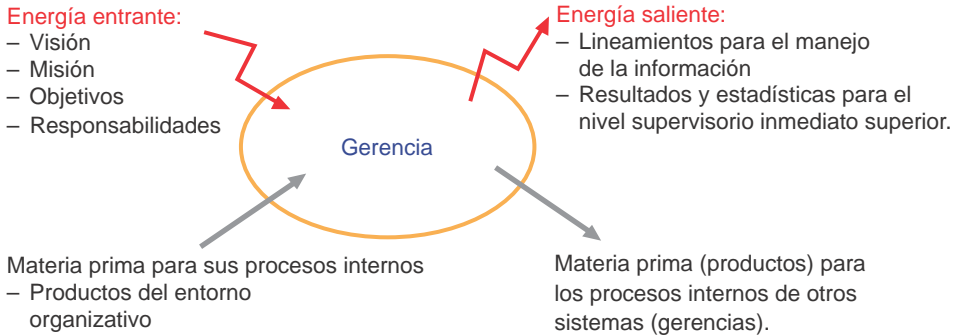 Energía entrante:
– Visión
– Misión
– Objetivos
– Responsabilidades
Energía saliente:
– Lineamientos para el manejo
de la información
– Resultados y estadísticas para el
nivel supervisorio inmediato superior.
Gerencia
Materia prima para sus procesos internos
– Productos del entorno
organizativo
Materia prima (productos) para
los procesos internos de otros
sistemas (gerencias).